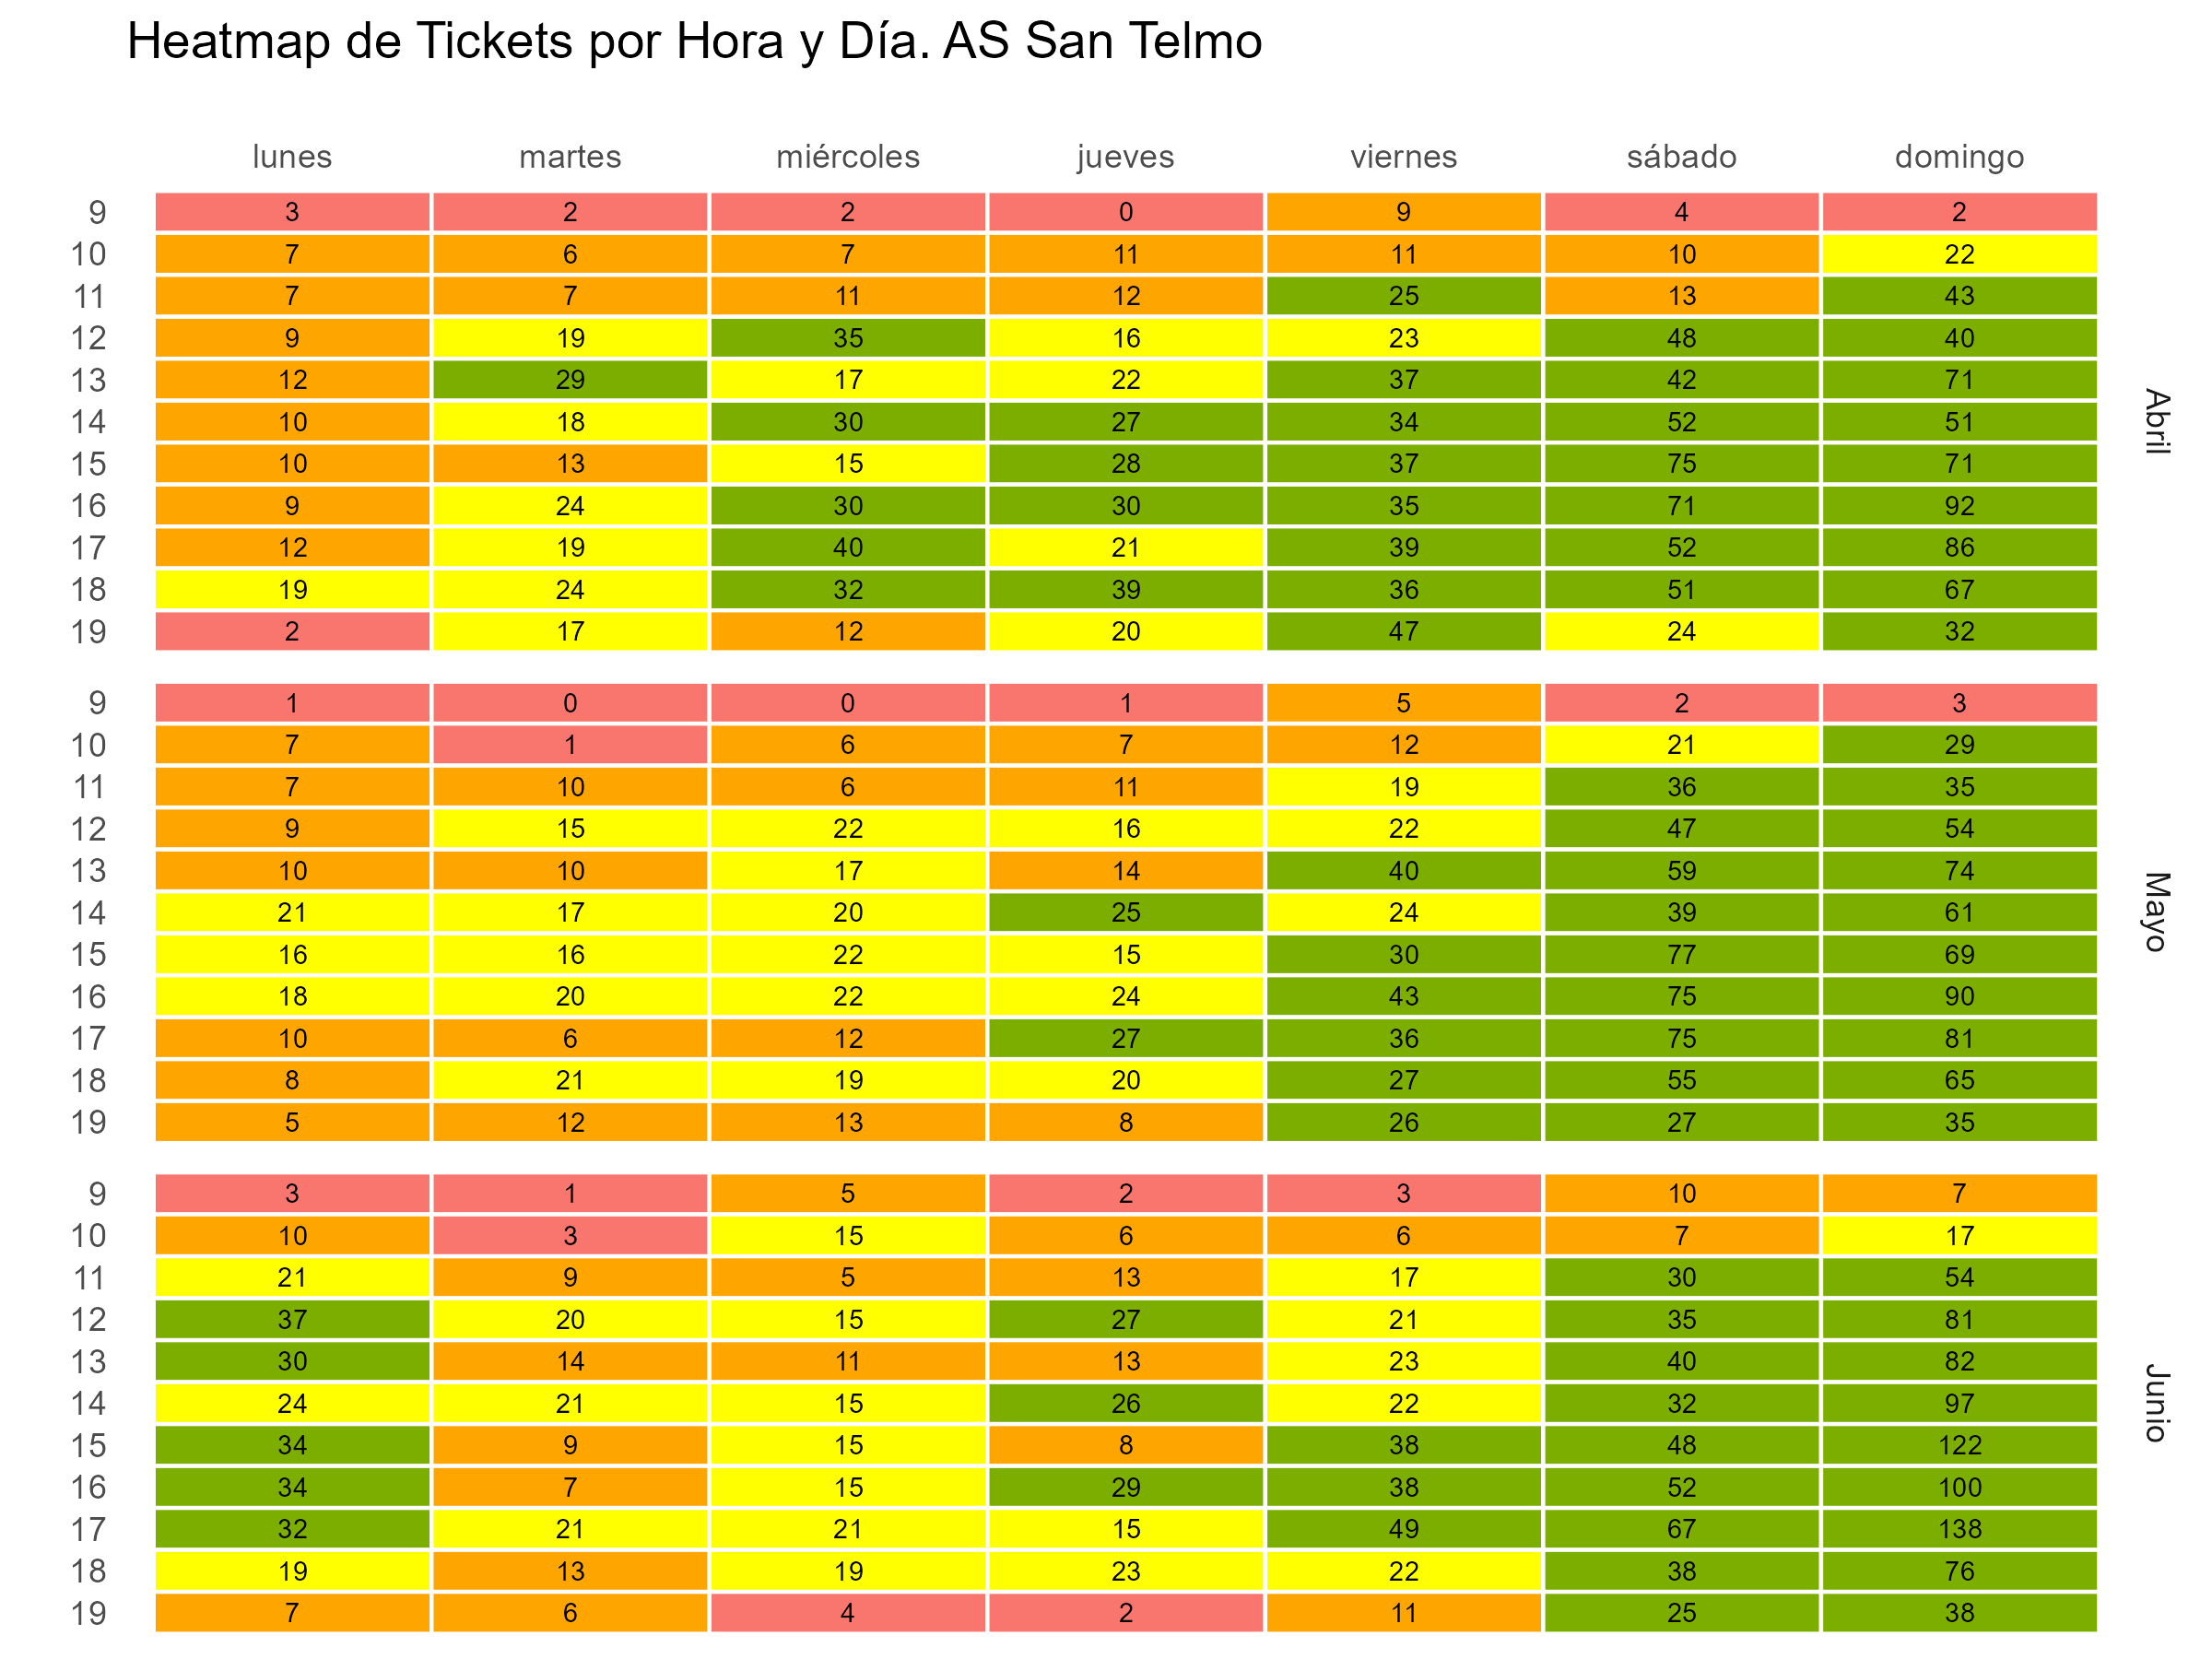 Heatmap de Tickets por Hora y Día. AS San Telmo
lunes martes miércoles jueves viernes sábado domingo
9 3 2 2 0 9 4 2
10 7 6 7 11 11 10 22
11 7 7 11 12 25 13 43
12 9 19 35 16 23 48 40
13 12 29 17 22 37 42 71
14 10 18 30 27 34 52 51
15 10 13 15 28 37 75 71
16 9 24 30 30 35 71 92
17 12 19 40 21 39 52 86
18 19 24 32 39 36 51 67
19 2 17 12 20 47 24 32
Abril
9 1 0 0 1 5 2 3
10 7 1 6 7 12 21 29
11 7 10 6 11 19 36 35
12 9 15 22 16 22 47 54
13 10 10 17 14 40 59 74
14 21 17 20 25 24 39 61
15 16 16 22 15 30 77 69
16 18 20 22 24 43 75 90
17 10 6 12 27 36 75 81
18 8 21 19 20 27 55 65
19 5 12 13 8 26 27 35
Mayo
9 3 1 5 2 3 10 7
10 10 3 15 6 6 7 17
11 21 9 5 13 17 30 54
12 37 20 15 27 21 35 81
13 30 14 11 13 23 40 82
14 24 21 15 26 22 32 97
15 34 9 15 8 38 48 122
16 34 7 15 29 38 52 100
17 32 21 21 15 49 67 138
18 19 13 19 23 22 38 76
19 7 6 4 2 11 25 38
Junio